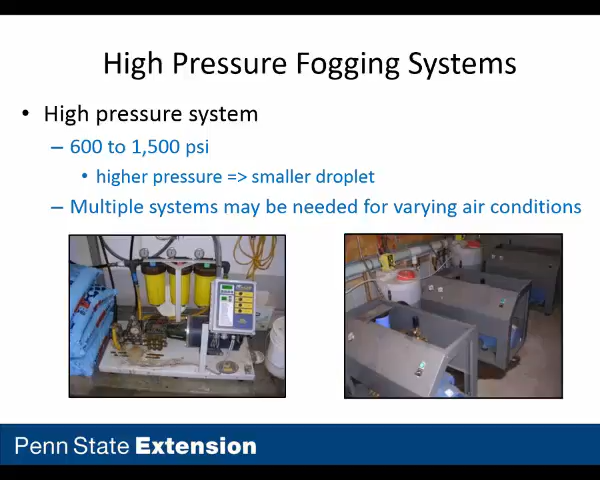 High Pressure Fogging Systems
• High pressure system
– 600 to 1,500 psi
• higher pressure => smaller droplet
– Multiple systems may be needed for varying air conditions
Penn State Extension